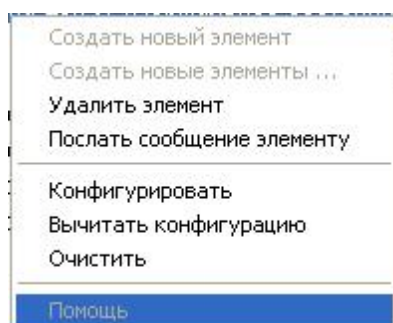 Создать новый элемент
Создать новые элементы ...
Удалить элемент
Послать сообщение элементу
Конфигурировать
Вычитать конфигурацию
Очистить
Помощь